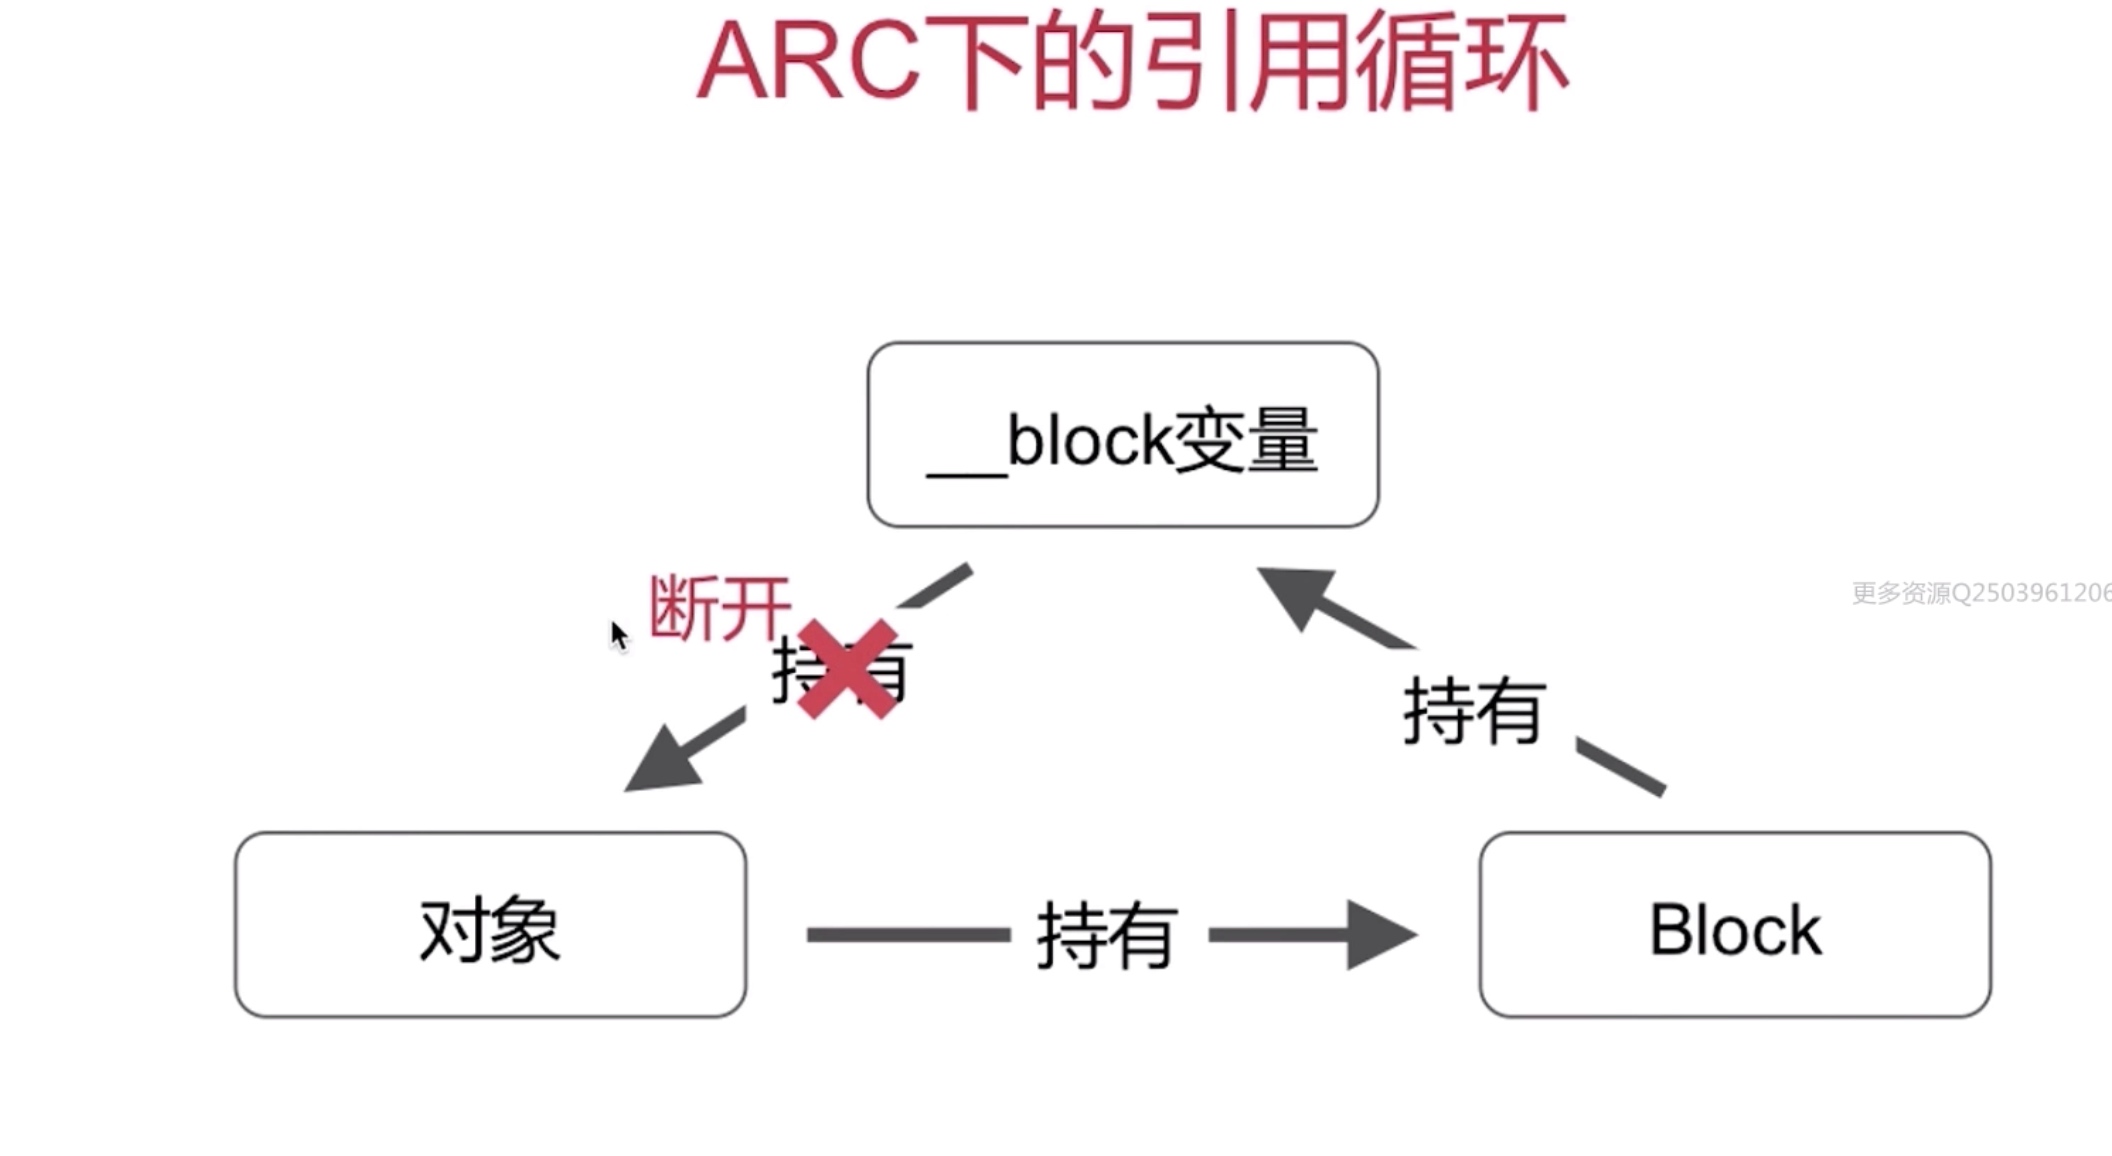 ARC下的引用循环
__block变量
断开
更多资源Q2503961206
持有
持有
对象
持有
Block